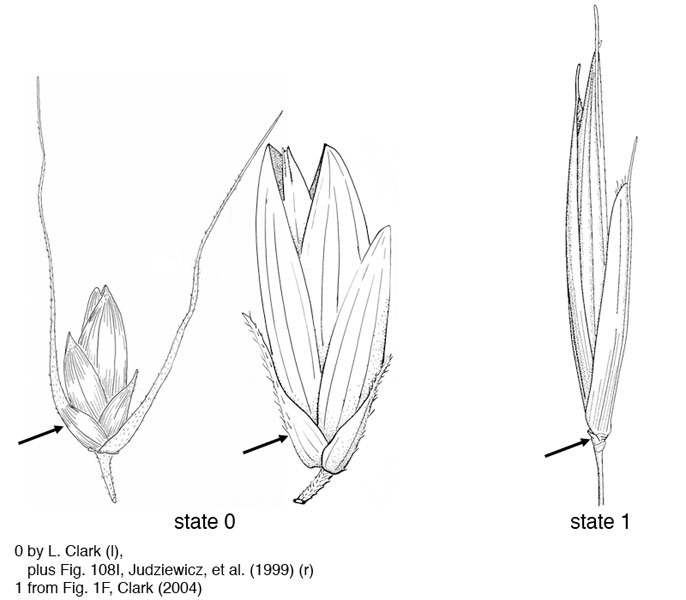 state 0
state 1
0 by L. Clark (l),
plus Fig. 108I, Judziewicz, et al. (1999) (r)
1 from Fig. 1F, Clark (2004)